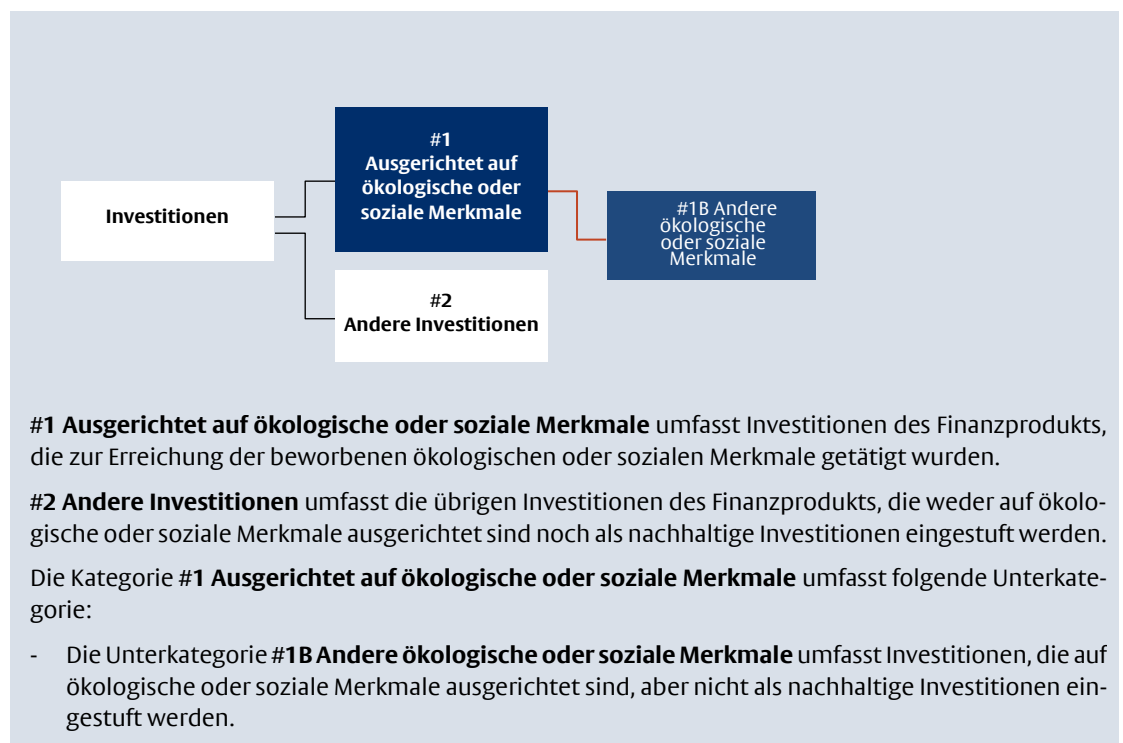 #1
Ausgerichtet auf
ökologische oder
soziale Merkmale
Investitionen
#1B Andere
ökologische
oder soziale
Merkmale
#2
Andere Investitionen
#1 Ausgerichtet auf ökologische oder soziale Merkmale umfasst Investitionen des Finanzprodukts,
die zur Erreichung der beworbenen ökologischen oder sozialen Merkmale getätigt wurden.
#2 Andere Investitionen umfasst die übrigen Investitionen des Finanzprodukts, die weder auf ökolo-
gische oder soziale Merkmale ausgerichtet sind noch als nachhaltige Investitionen eingestuft werden.
Die Kategorie #1 Ausgerichtet auf ökologische oder soziale Merkmale umfasst folgende Unterkate-
gorie:
- Die Unterkategorie #1B Andere ökologische oder soziale Merkmale umfasst Investitionen, die auf
ökologische oder soziale Merkmale ausgerichtet sind, aber nicht als nachhaltige Investitionen ein-
gestuft werden.